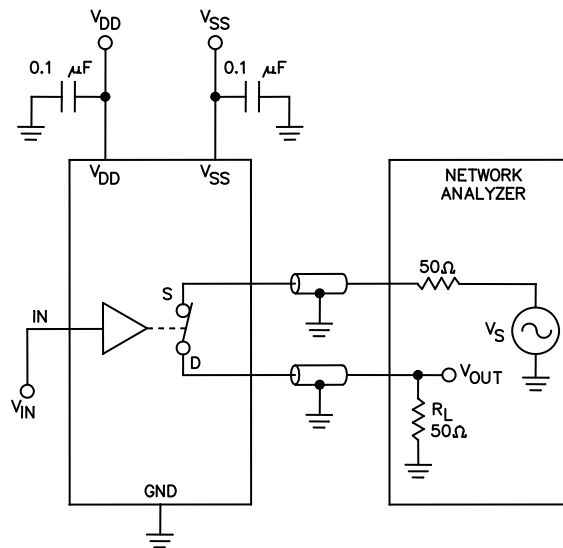 VDD
VSS
0.1 µF
0.1 µF
VDD
VSS
NETWORK
ANALYZER
50Ω
S
IN
VS
D
VOUT
VIN
RL
50Ω
GND